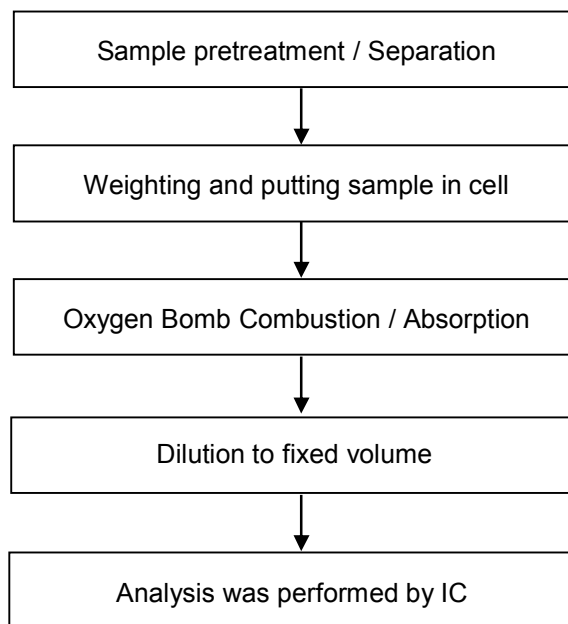 Sample pretreatment / Separation
Weighting and putting sample in cell
Oxygen Bomb Combustion / Absorption
Dilution to fixed volume
Analysis was performed by IC